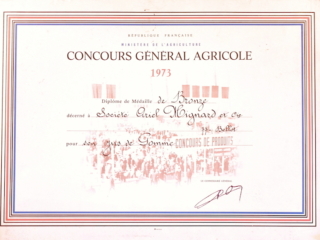 RÉPUBLIQUE FRANÇAISE
MINISTÈRE DE L'AGRICULTURE
CONCOURS GÉNÉRAL AGRICOLE
1973
Diplôme de Médaille de Bronze
décerné à Société Ciriol Mignard et Cie
pour son jus de Pomme
CONCOURS DE PRODUITS